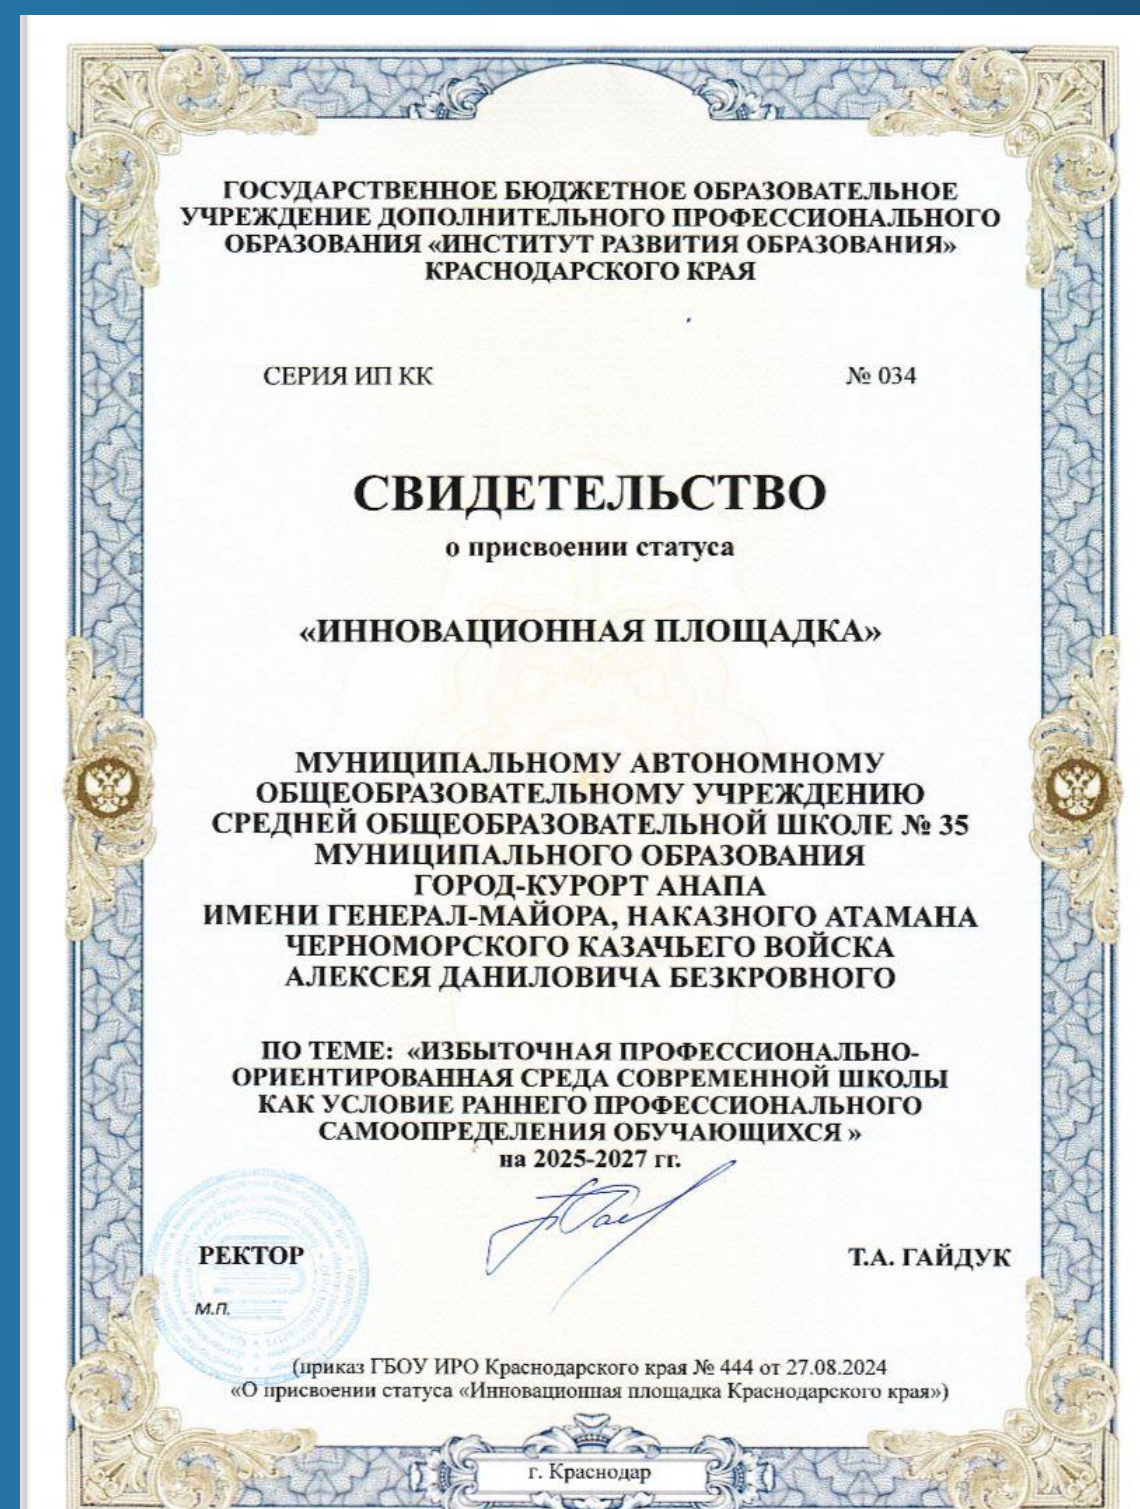 ГОСУДАРСТВЕННОЕ БЮДЖЕТНОЕ ОБРАЗОВАТЕЛЬНОЕ
УЧРЕЖДЕНИЕ ДОПОЛНИТЕЛЬНОГО ПРОФЕССИОНАЛЬНОГО
ОБРАЗОВАНИЯ «ИНСТИТУТ РАЗВИТИЯ ОБРАЗОВАНИЯ»
КРАСНОДАРСКОГО КРАЯ
СЕРИЯ ИП КК № 034
СВИДЕТЕЛЬСТВО
о присвоении статуса
«ИННОВАЦИОННАЯ ПЛОЩАДКА»
МУНИЦИПАЛЬНОМУ АВТОНОМНОМУ
ОБЩЕОБРАЗОВАТЕЛЬНОМУ УЧРЕЖДЕНИЮ
СРЕДНЕЙ ОБЩЕОБРАЗОВАТЕЛЬНОЙ ШКОЛЕ № 35
МУНИЦИПАЛЬНОГО ОБРАЗОВАНИЯ
ГОРОД-КУРОРТ АНАПА
ИМЕНИ ГЕНЕРАЛ-МАЙОРА, НАКАЗНОГО АТАМАНА
ЧЕРНОМОРСКОГО КАЗАЧЬЕГО ВОЙСКА
АЛЕКСЕЯ ДАНИЛОВИЧА БЕЗКРОВНОГО
ПО ТЕМЕ: «ИЗБЫТОЧНАЯ ПРОФЕССИОНАЛЬНО-
ОРИЕНТИРОВАННАЯ СРЕДА СОВРЕМЕННОЙ ШКОЛЫ
КАК УСЛОВИЕ РАННЕГО ПРОФЕССИОНАЛЬНОГО
САМООПРЕДЕЛЕНИЯ ОБУЧАЮЩИХСЯ »
на 2025-2027 гг.
РЕКТОР Т.А. ГАЙДУК
М.П.
(приказ ГБОУ ИРО Краснодарского края № 444 от 27.08.2024
«О присвоении статуса «Инновационная площадка Краснодарского края»)
г. Краснодар